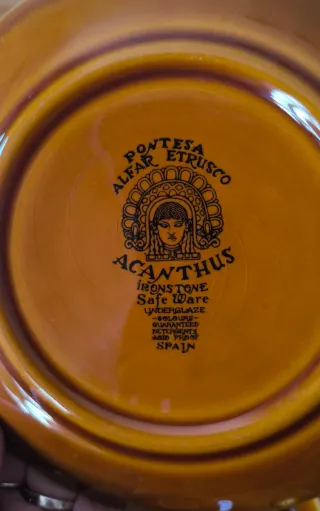 PONTESA
ALFAR ETRUSCO
ACANTHUS
IRONSTONE
Safe Ware
UNDERGLAZE
-COLOURS-
GUARANTEED
DETERGENTS
AND PROOF
SPAIN